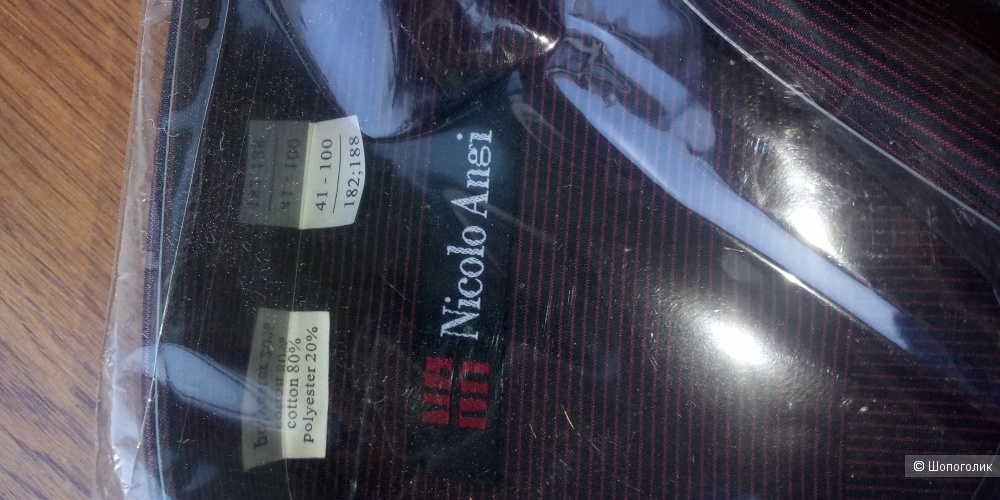 Nicolo Angi
41 - 100
182;188
cotton 80%
polyester 20%
© Шопоголик